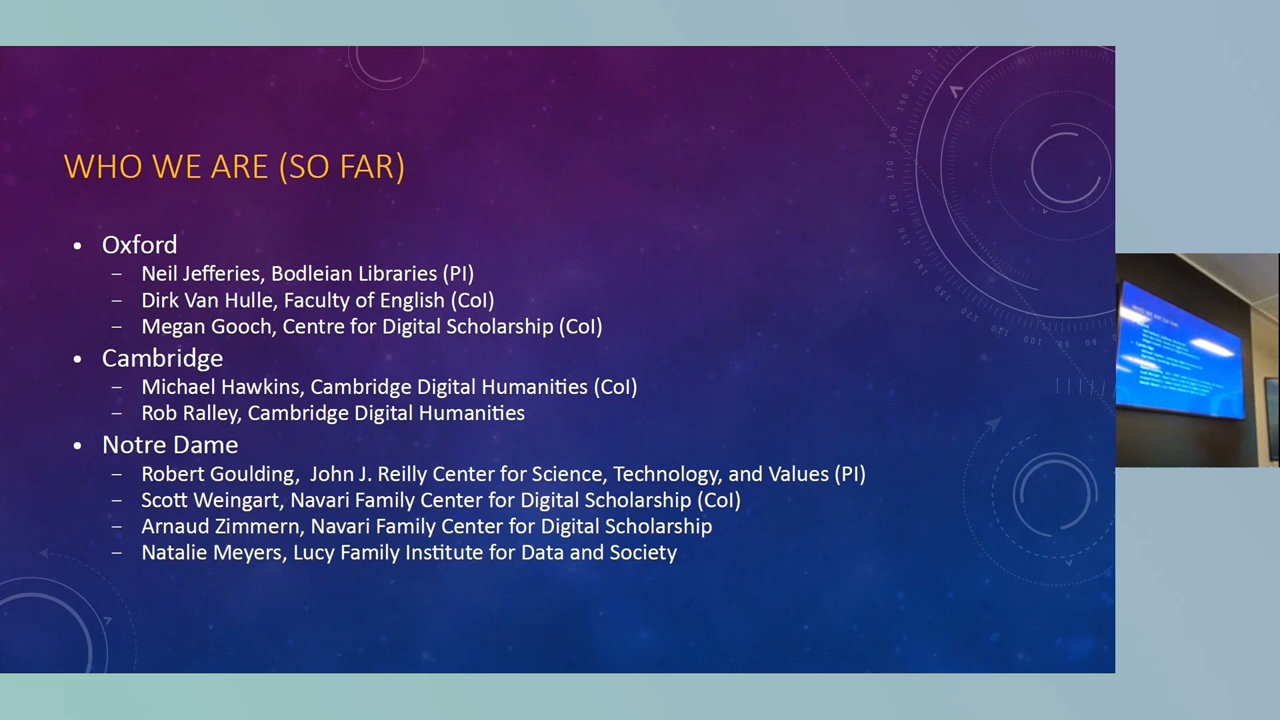 WHO WE ARE (SO FAR)
• Oxford
– Neil Jefferies, Bodleian Libraries (PI)
– Dirk Van Hulle, Faculty of English (CoI)
– Megan Gooch, Centre for Digital Scholarship (CoI)
• Cambridge
– Michael Hawkins, Cambridge Digital Humanities (CoI)
– Rob Ralley, Cambridge Digital Humanities
• Notre Dame
– Robert Goulding, John J. Reilly Center for Science, Technology, and Values (PI)
– Scott Weingart, Navari Family Center for Digital Scholarship (CoI)
– Arnaud Zimmern, Navari Family Center for Digital Scholarship
– Natalie Meyers, Lucy Family Institute for Data and Society